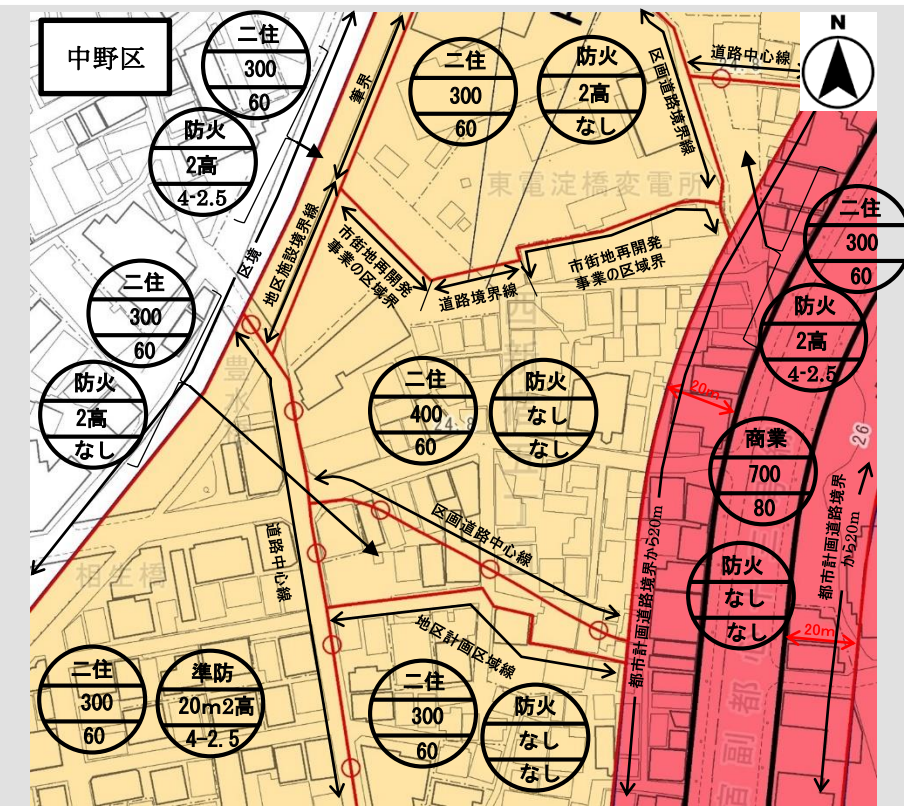 中野区
二住
300
60
防火
2高
4-2.5
筆界
二住
300
60
防火
2高
なし
区画道路境界線
道路中心線
N
東電淀橋変電所
区境
地区施設境界線
市街地再開発
事業の区域界
道路境界線
市街地再開発
事業の区域界
二住
300
60
防火
2高
4-2.5
二住
300
60
防火
2高
なし
二住
400
60
防火
なし
なし
20m
商業
700
80
26
防火
なし
なし
都市計画道路境界から20m
都市計画道路境界
から20m
20m
区画道路中心線
道路中心線
相生橋
地区計画区域線
二住
300
60
準防
20m2高
4-2.5
二住
300
60
防火
なし
なし